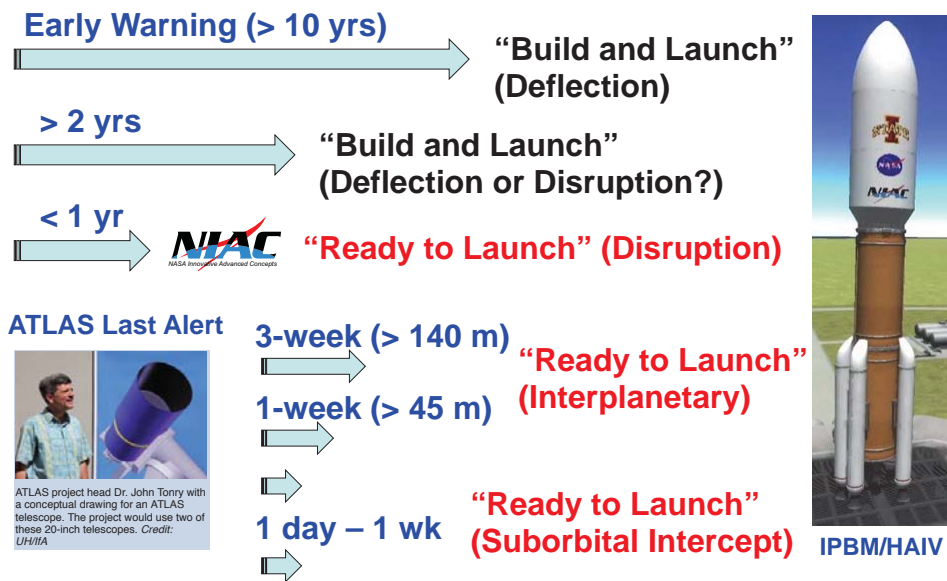 Early Warning (> 10 yrs)
“Build and Launch”
(Deflection)
> 2 yrs
“Build and Launch”
(Deflection or Disruption?)
< 1 yr
NIAC
NASA Innovative Advanced Concepts
“Ready to Launch” (Disruption)
ATLAS Last Alert
3-week (> 140 m)
“Ready to Launch”
(Interplanetary)
1-week (> 45 m)
ATLAS project head Dr. John Tonry with
a conceptual drawing for an ATLAS
telescope. The project would use two of
these 20-inch telescopes. Credit:
UH/IfA
1 day – 1 wk
“Ready to Launch”
(Suborbital Intercept)
STATE
I
NASA
NIAC
IPBM/HAIV